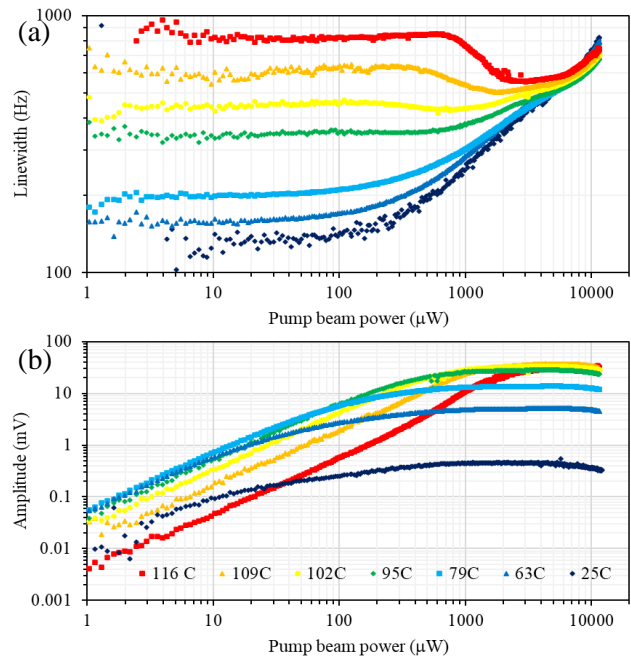 (a)
1000
100
Linewidth (Hz)
1 10 100 1000 10000
Pump beam power (µW)
(b)
100
10
1
0.1
0.01
0.001
Amplitude (mV)
116 C 109C 102C 95C 79C 63C 25C
1 10 100 1000 10000
Pump beam power (µW)